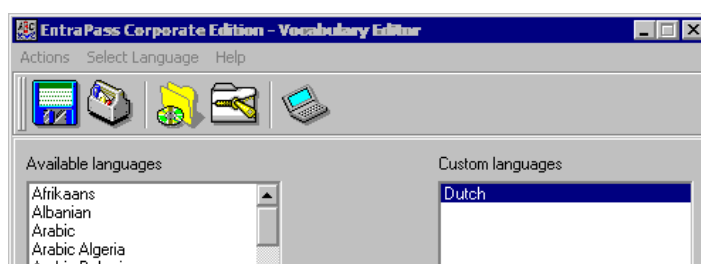 EntraPass Corporate Edition - Vocabulary Editor
Actions Select Language Help
Available languages
Custom languages
Afrikaans
Albanian
Arabic
Arabic Algeria
Dutch